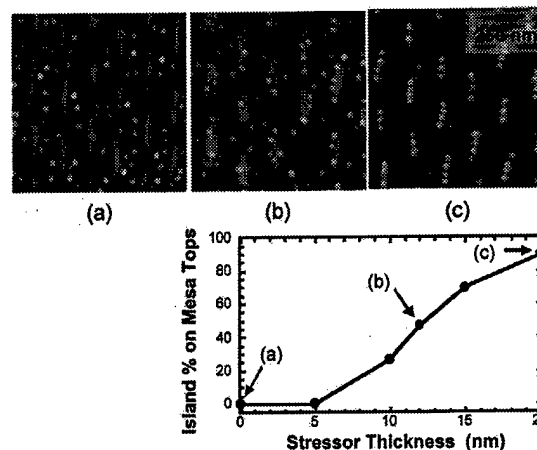 (a) (b) (c)
100
(c)
80
(b)
60
40
(a)
20
0
0 5 10 15
Island % on Mesa Tops
Stressor Thickness (nm)